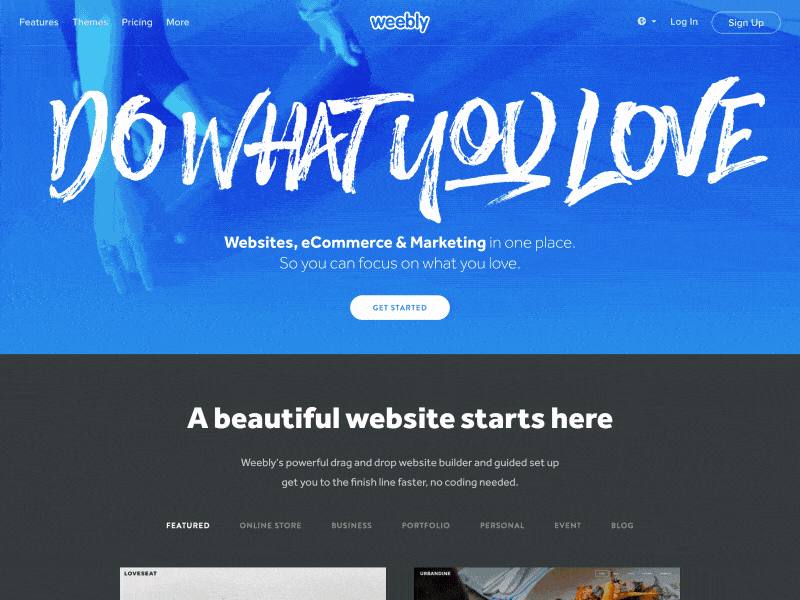 Features Themes Pricing More weebly Log In Sign Up
DO WHAT YOU LOVE
Websites, eCommerce & Marketing in one place.
So you can focus on what you love.
GET STARTED
A beautiful website starts here
Weebly's powerful drag and drop website builder and guided set up
get you to the finish line faster, no coding needed.
FEATURED ONLINE STORE BUSINESS PORTFOLIO PERSONAL EVENT BLOG
LOVESEAT URBANDINE